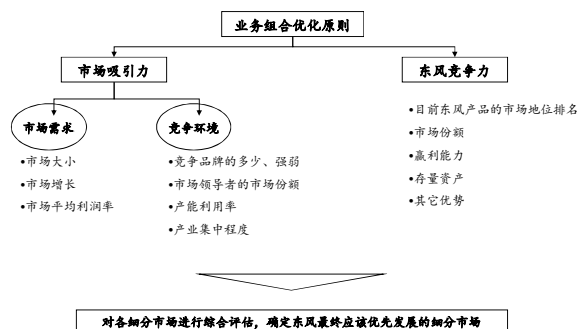 业务组合优化原则
市场吸引力
东风竞争力
市场需求
竞争环境
•市场大小
•市场增长
•市场平均利润率
•竞争品牌的多少、强弱
•市场领导者的市场份额
•产能利用率
•产业集中程度
•目前东风产品的市场地位排名
•市场份额
•赢利能力
•存量资产
•其它优势
对各细分市场进行综合评估，确定东风最终应该优先发展的细分市场